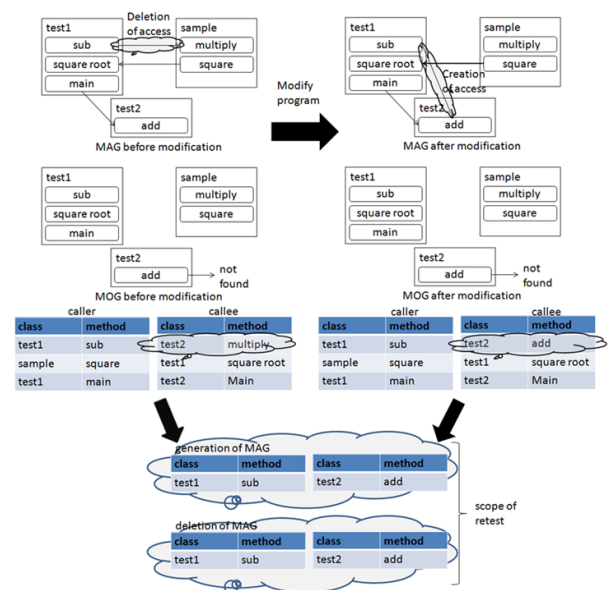 test1
Deletion
of access
sample
sub
multiply
square root
square
main
test2
add
MAG before modification
Modify
program
test1
sample
sub
multiply
square root
square
main
Creation
of access
test2
add
MAG after modification
test1
sample
sub
multiply
square root
square
main
test2
add
not
found
MOG before modification
test1
sample
sub
multiply
square root
square
main
test2
add
not
found
MOG after modification
caller callee
class method class method
test1 sub test2 multiply
sample square test1 square root
test1 main test2 Main
caller callee
class method class method
test1 sub test2 add
sample square test1 square root
test1 main test2 Main
generation of MAG
class method class method
test1 sub test2 add
deletion of MAG
class method class method
test1 sub test2 add
scope of
retest